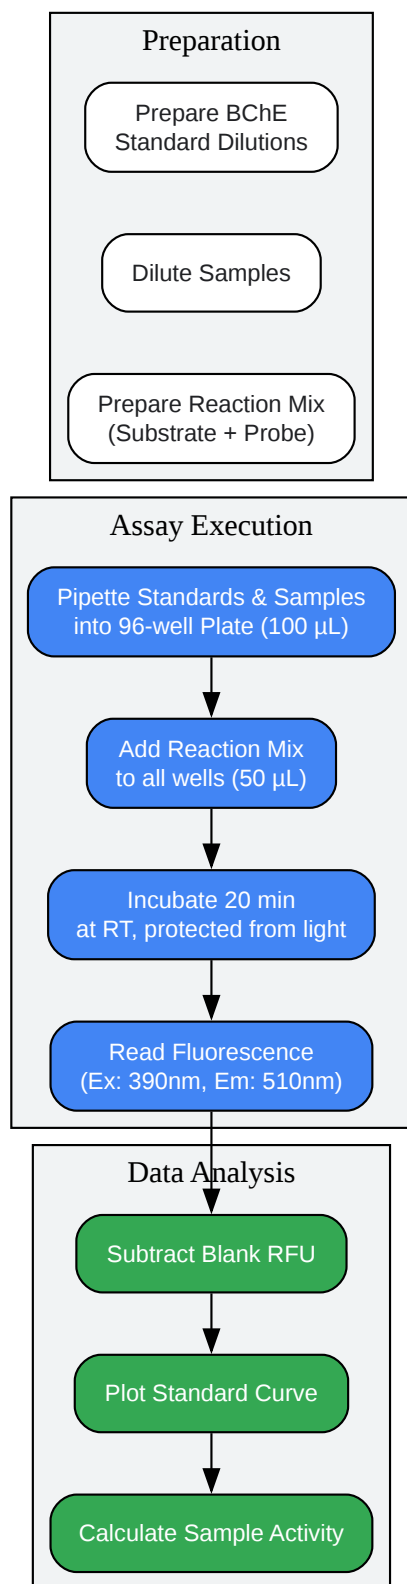 Preparation
Prepare BChE
Standard Dilutions
Dilute Samples
Prepare Reaction Mix
(Substrate + Probe)
Assay Execution
Pipette Standards & Samples
into 96-well Plate (100 µL)
Add Reaction Mix
to all wells (50 µL)
Incubate 20 min
at RT, protected from light
Read Fluorescence
(Ex: 390nm, Em: 510nm)
Data Analysis
Subtract Blank RFU
Plot Standard Curve
Calculate Sample Activity